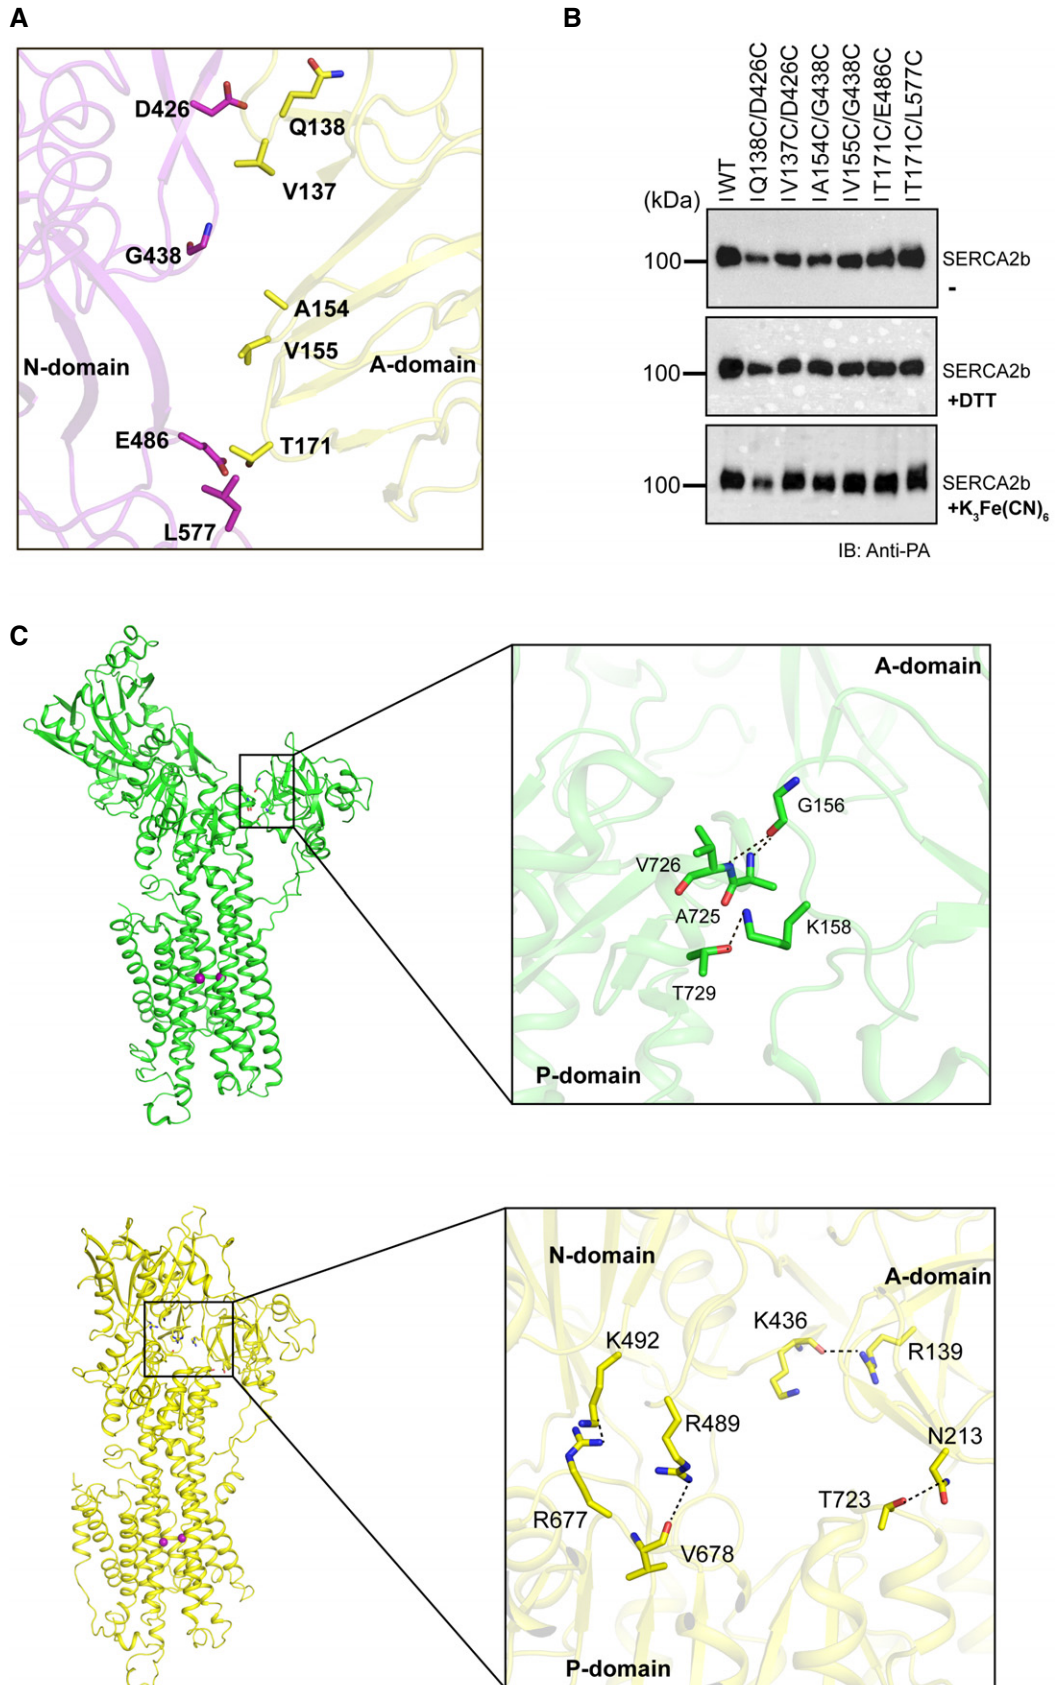 A
D426
Q138
V137
G438
A154
V155
N-domain
A-domain
E486
T171
L577
B
WT
Q138C/D426C
V137C/D426C
A154C/G438C
V155C/G438C
T171C/E486C
T171C/L577C
(kDa)
100
SERCA2b
-
100
SERCA2b
+DTT
100
SERCA2b
+K3Fe(CN)6
IB: Anti-PA
C
A-domain
G156
V726
A725
K158
T729
P-domain
N-domain
A-domain
K436
K492
R139
R489
N213
T723
R677
V678
P-domain